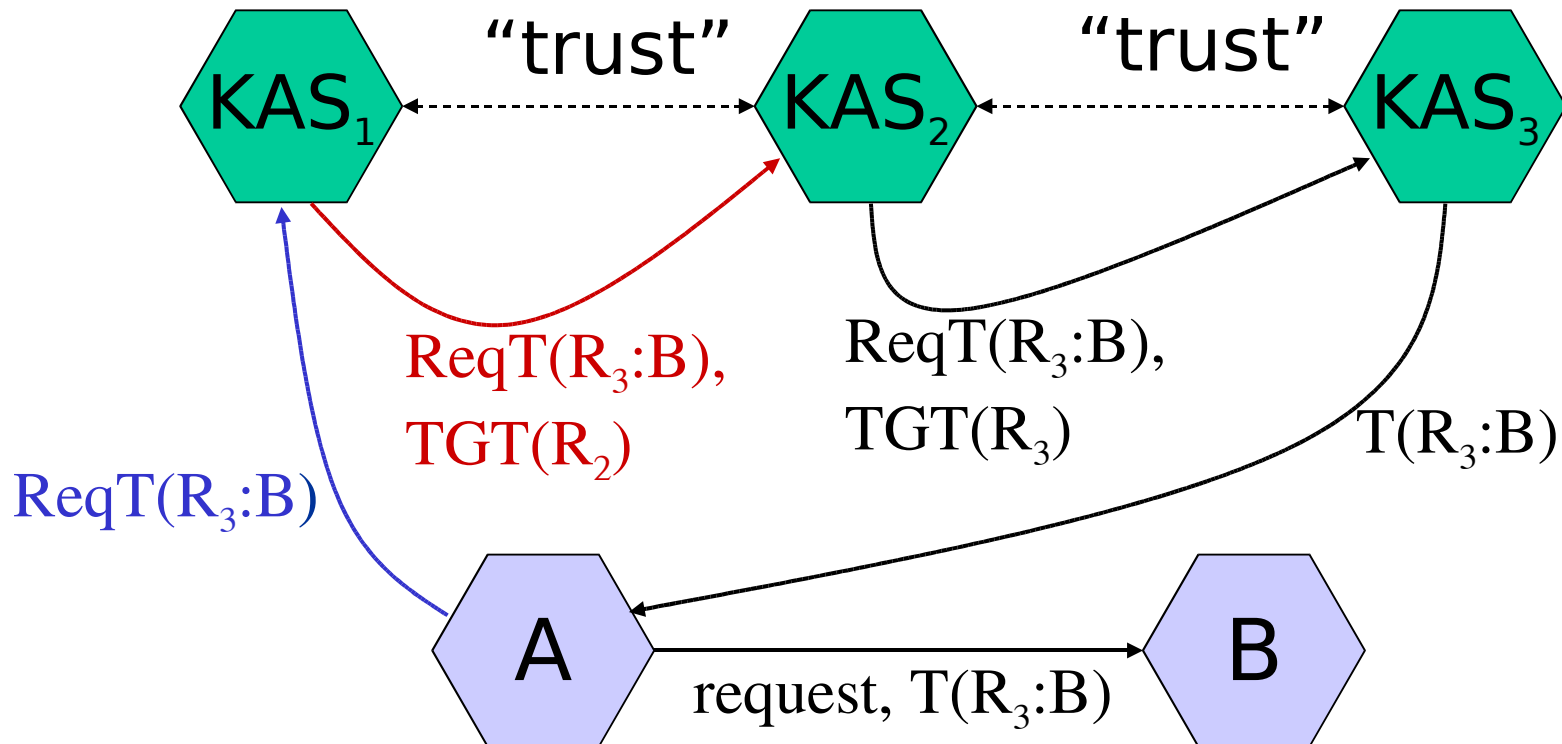 “trust”
“trust”
KAS₁
KAS₂
KAS₃
ReqT(R₃:B),
TGT(R₂)
ReqT(R₃:B),
TGT(R₃)
T(R₃:B)
ReqT(R₃:B)
A
B
request, T(R₃:B)